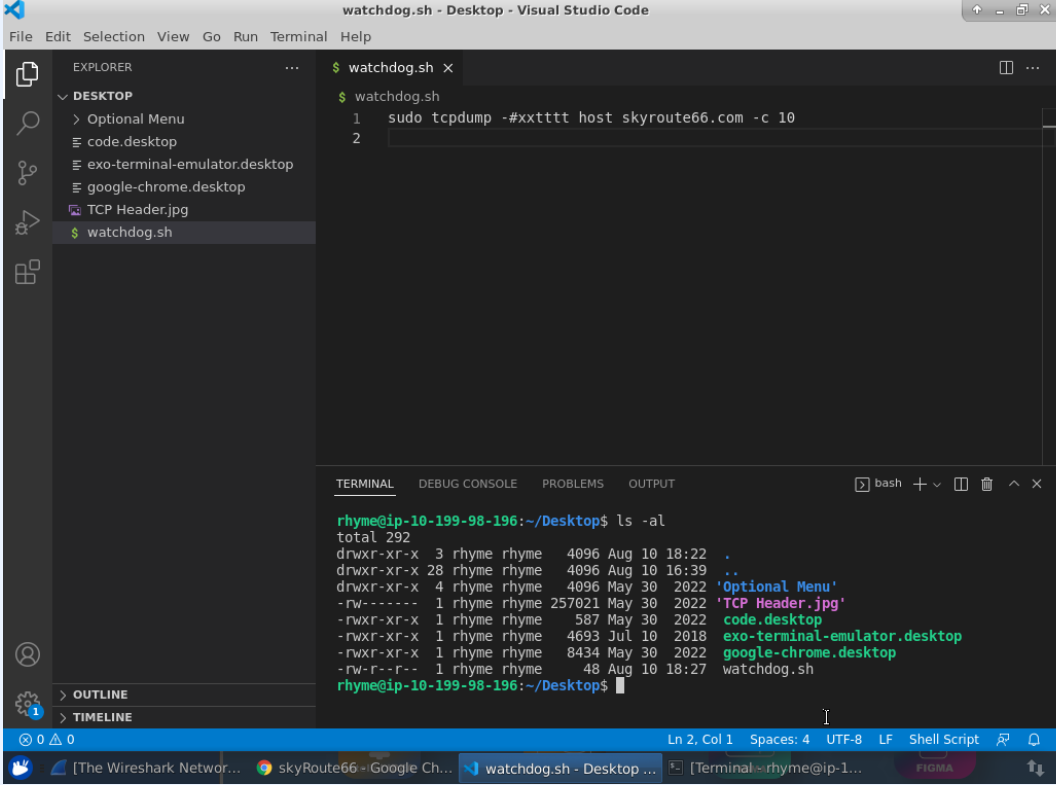 watchdog.sh - Desktop - Visual Studio Code
File Edit Selection View Go Run Terminal Help
EXPLORER
DESKTOP
Optional Menu
code.desktop
exo-terminal-emulator.desktop
google-chrome.desktop
TCP Header.jpg
$ watchdog.sh
$ watchdog.sh
$ watchdog.sh
1 sudo tcpdump -#xxtttt host skyroute66.com -c 10
2
TERMINAL DEBUG CONSOLE PROBLEMS OUTPUT
bash
rhyme@ip-10-199-98-196:~/Desktop$ ls -al
total 292
drwxr-xr-x 3 rhyme rhyme 4096 Aug 10 18:22 .
drwxr-xr-x 28 rhyme rhyme 4096 Aug 10 16:39 ..
drwxr-xr-x 4 rhyme rhyme 4096 May 30 2022 'Optional Menu'
-rw------- 1 rhyme rhyme 257021 May 30 2022 'TCP Header.jpg'
-rwxr-xr-x 1 rhyme rhyme 587 May 30 2022 code.desktop
-rwxr-xr-x 1 rhyme rhyme 4693 Jul 10 2018 exo-terminal-emulator.desktop
-rwxr-xr-x 1 rhyme rhyme 8434 May 30 2022 google-chrome.desktop
-rw-r--r-- 1 rhyme rhyme 48 Aug 10 18:27 watchdog.sh
rhyme@ip-10-199-98-196:~/Desktop$
OUTLINE
1
TIMELINE
0 0
Ln 2, Col 1 Spaces: 4 UTF-8 LF Shell Script
[The Wireshark Networ... skyRoute66 - Google Ch... watchdog.sh - Desktop ... [Terminal - rhyme@ip-1...
FIGMA